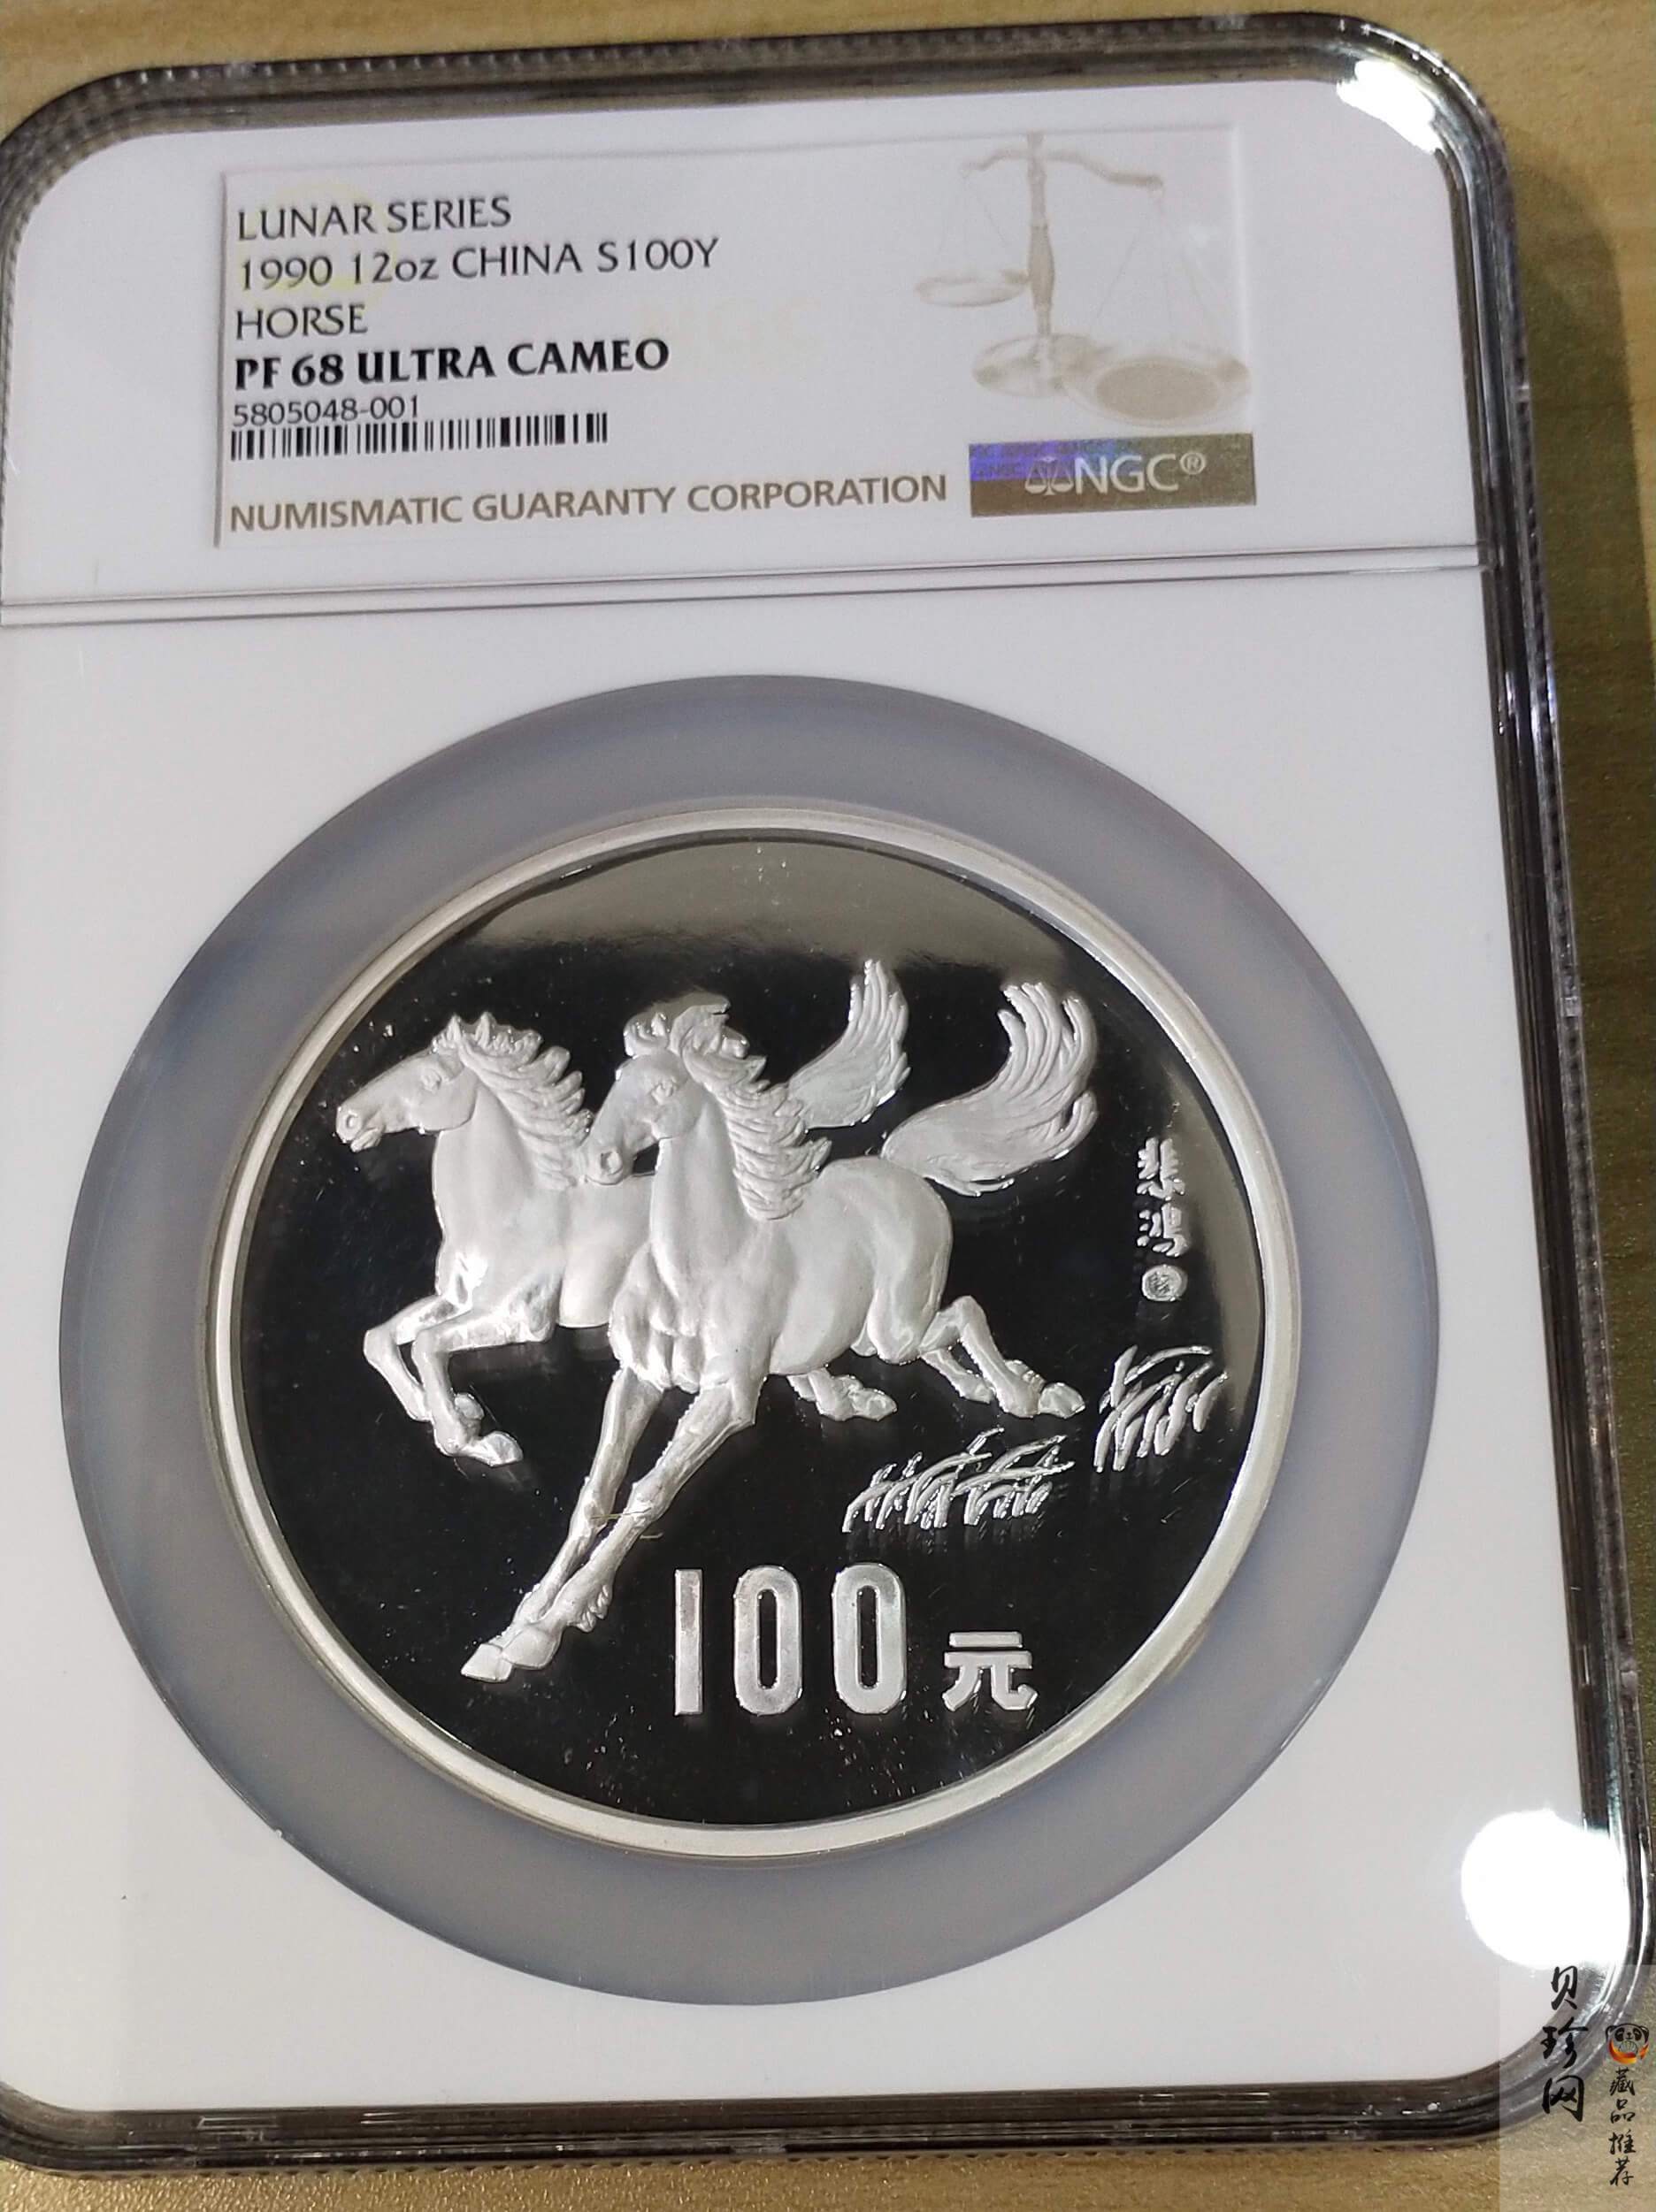 LUNAR SERIES
1990 12oz CHINA S100Y
HORSE
PF 68 ULTRA CAMEO
5805048-001
NUMISMATIC GUARANTY CORPORATION
NGC®
悲鴻
100元
贝珍网
藏品推荐